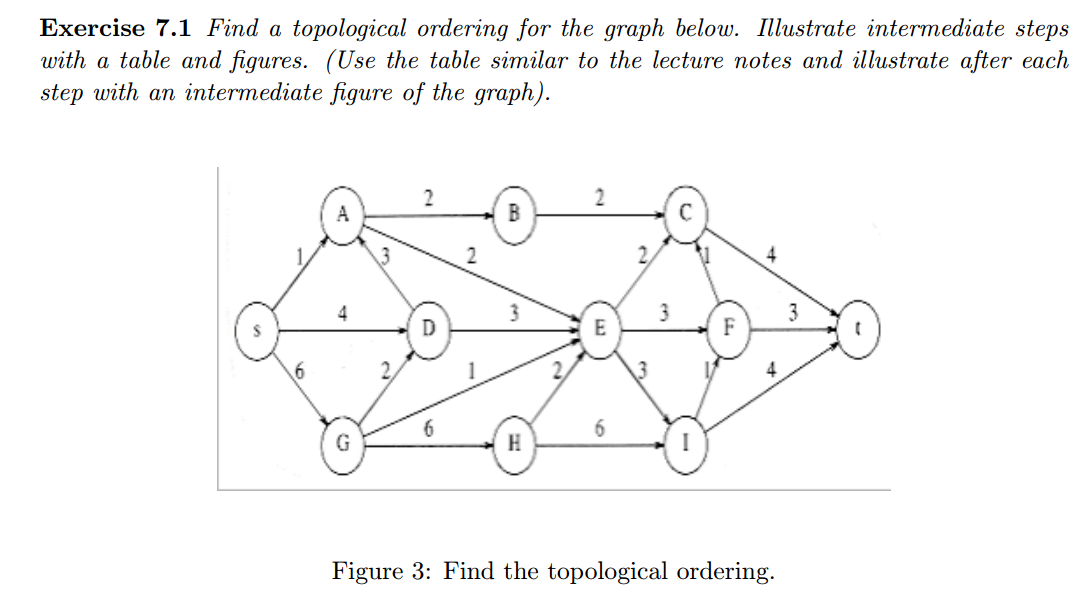 Exercise 7.1 Find a topological ordering for the graph below. Illustrate intermediate steps
with a table and figures. (Use the table similar to the lecture notes and illustrate after each
step with an intermediate figure of the graph).
2 2
A B C
1 3 2 2 1 4
4 3 3 3
s D E F t
6 2 1 2 3 1 4
6 6
G H I
Figure 3: Find the topological ordering.